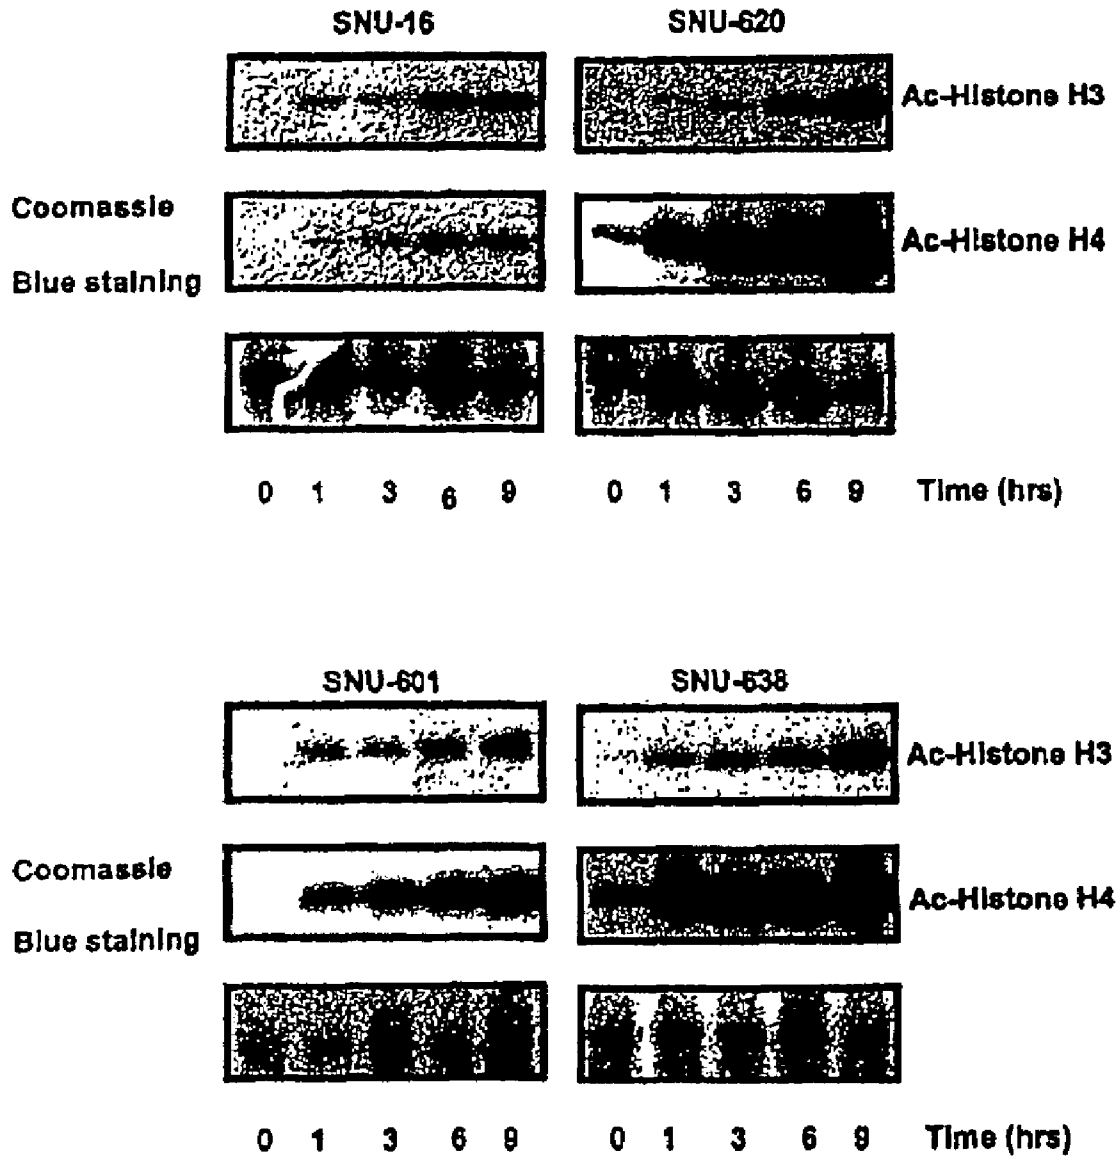 SNU-16 SNU-620
Ac-Histone H3
Coomassie
Ac-Histone H4
Blue staining
0 1 3 6 9 0 1 3 6 9 Time (hrs)
SNU-601 SNU-638
Ac-Histone H3
Coomassie
Ac-Histone H4
Blue staining
0 1 3 6 9 0 1 3 6 9 Time (hrs)